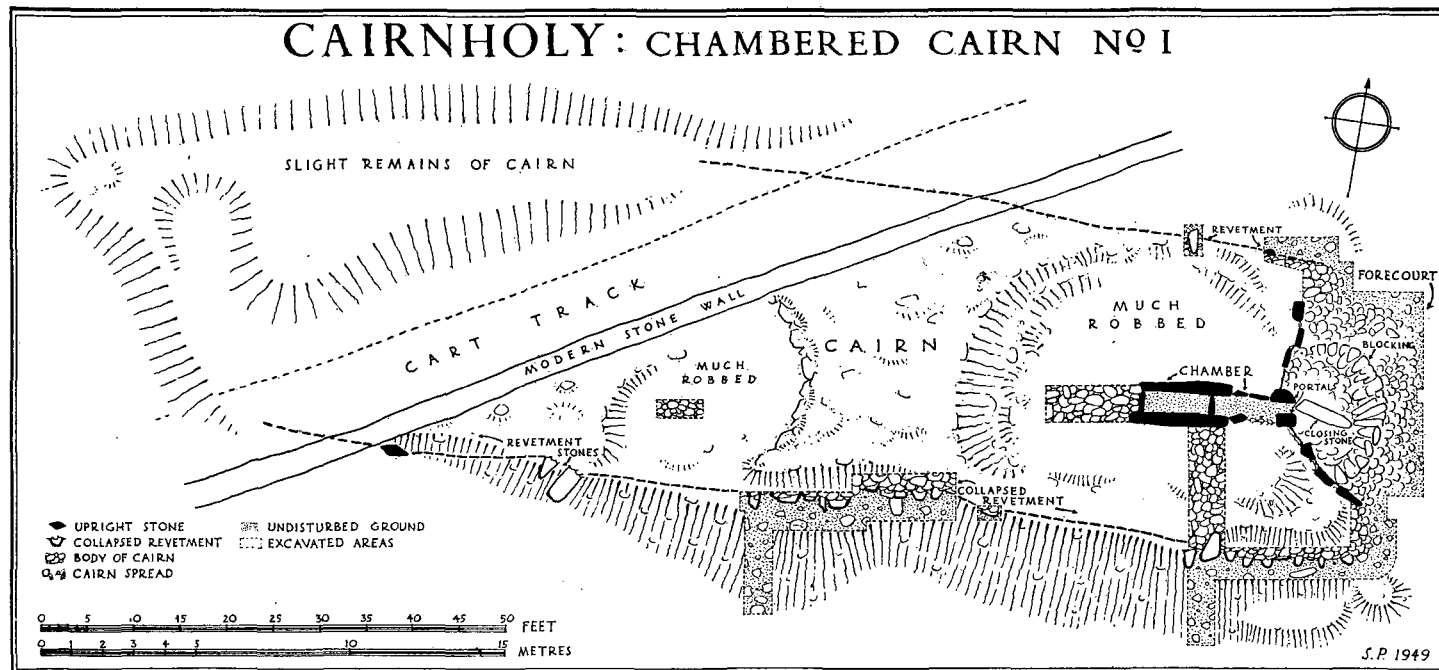 CAIRNHOLY: CHAMBERED CAIRN NO I
SLIGHT REMAINS OF CAIRN
CART TRACK
MODERN STONE WALL
REVETMENT
FORECOURT
MUCH
ROBBED
BLOCKING
CAIRN
MUCH
ROBBED
CHAMBER
PORTAL
CLOSING
STONE
REVETMENT
STONES
COLLAPSED
REVETMENT
UPRIGHT STONE
COLLAPSED REVETMENT
BODY OF CAIRN
CAIRN SPREAD
UNDISTURBED GROUND
EXCAVATED AREAS
0 5 10 15 20 25 30 35 40 45 50 FEET
0 1 2 3 4 5 10 15 METRES
S.P. 1949